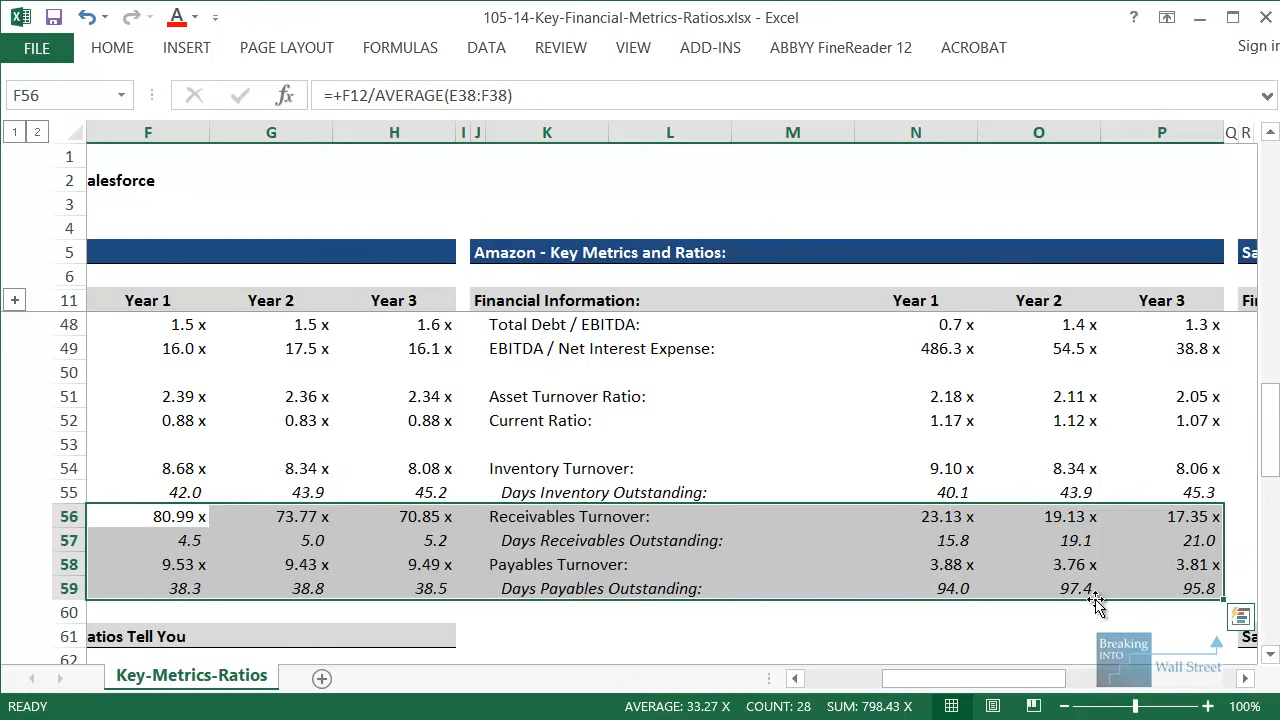 105-14-Key-Financial-Metrics-Ratios.xlsx - Excel
FILE HOME INSERT PAGE LAYOUT FORMULAS DATA REVIEW VIEW ADD-INS ABBYY FineReader 12 ACROBAT Sign in
F56 fx =+F12/AVERAGE(E38:F38)
1 2 F G H I J K L M N O P Q R
1
2 alesforce
3
4
5 Amazon - Key Metrics and Ratios: Sa
6
11 Year 1 Year 2 Year 3 Financial Information: Year 1 Year 2 Year 3 Fin
48 1.5 x 1.5 x 1.6 x Total Debt / EBITDA: 0.7 x 1.4 x 1.3 x
49 16.0 x 17.5 x 16.1 x EBITDA / Net Interest Expense: 486.3 x 54.5 x 38.8 x
50
51 2.39 x 2.36 x 2.34 x Asset Turnover Ratio: 2.18 x 2.11 x 2.05 x
52 0.88 x 0.83 x 0.88 x Current Ratio: 1.17 x 1.12 x 1.07 x
53
54 8.68 x 8.34 x 8.08 x Inventory Turnover: 9.10 x 8.34 x 8.06 x
55 42.0 43.9 45.2 Days Inventory Outstanding: 40.1 43.9 45.3
56 80.99 x 73.77 x 70.85 x Receivables Turnover: 23.13 x 19.13 x 17.35 x
57 4.5 5.0 5.2 Days Receivables Outstanding: 15.8 19.1 21.0
58 9.53 x 9.43 x 9.49 x Payables Turnover: 3.88 x 3.76 x 3.81 x
59 38.3 38.8 38.5 Days Payables Outstanding: 94.0 97.4 95.8
60
61 atios Tell You Sa
62
Breaking
INTO
Wall Street
Key-Metrics-Ratios
READY AVERAGE: 33.27 X COUNT: 28 SUM: 798.43 X 100%